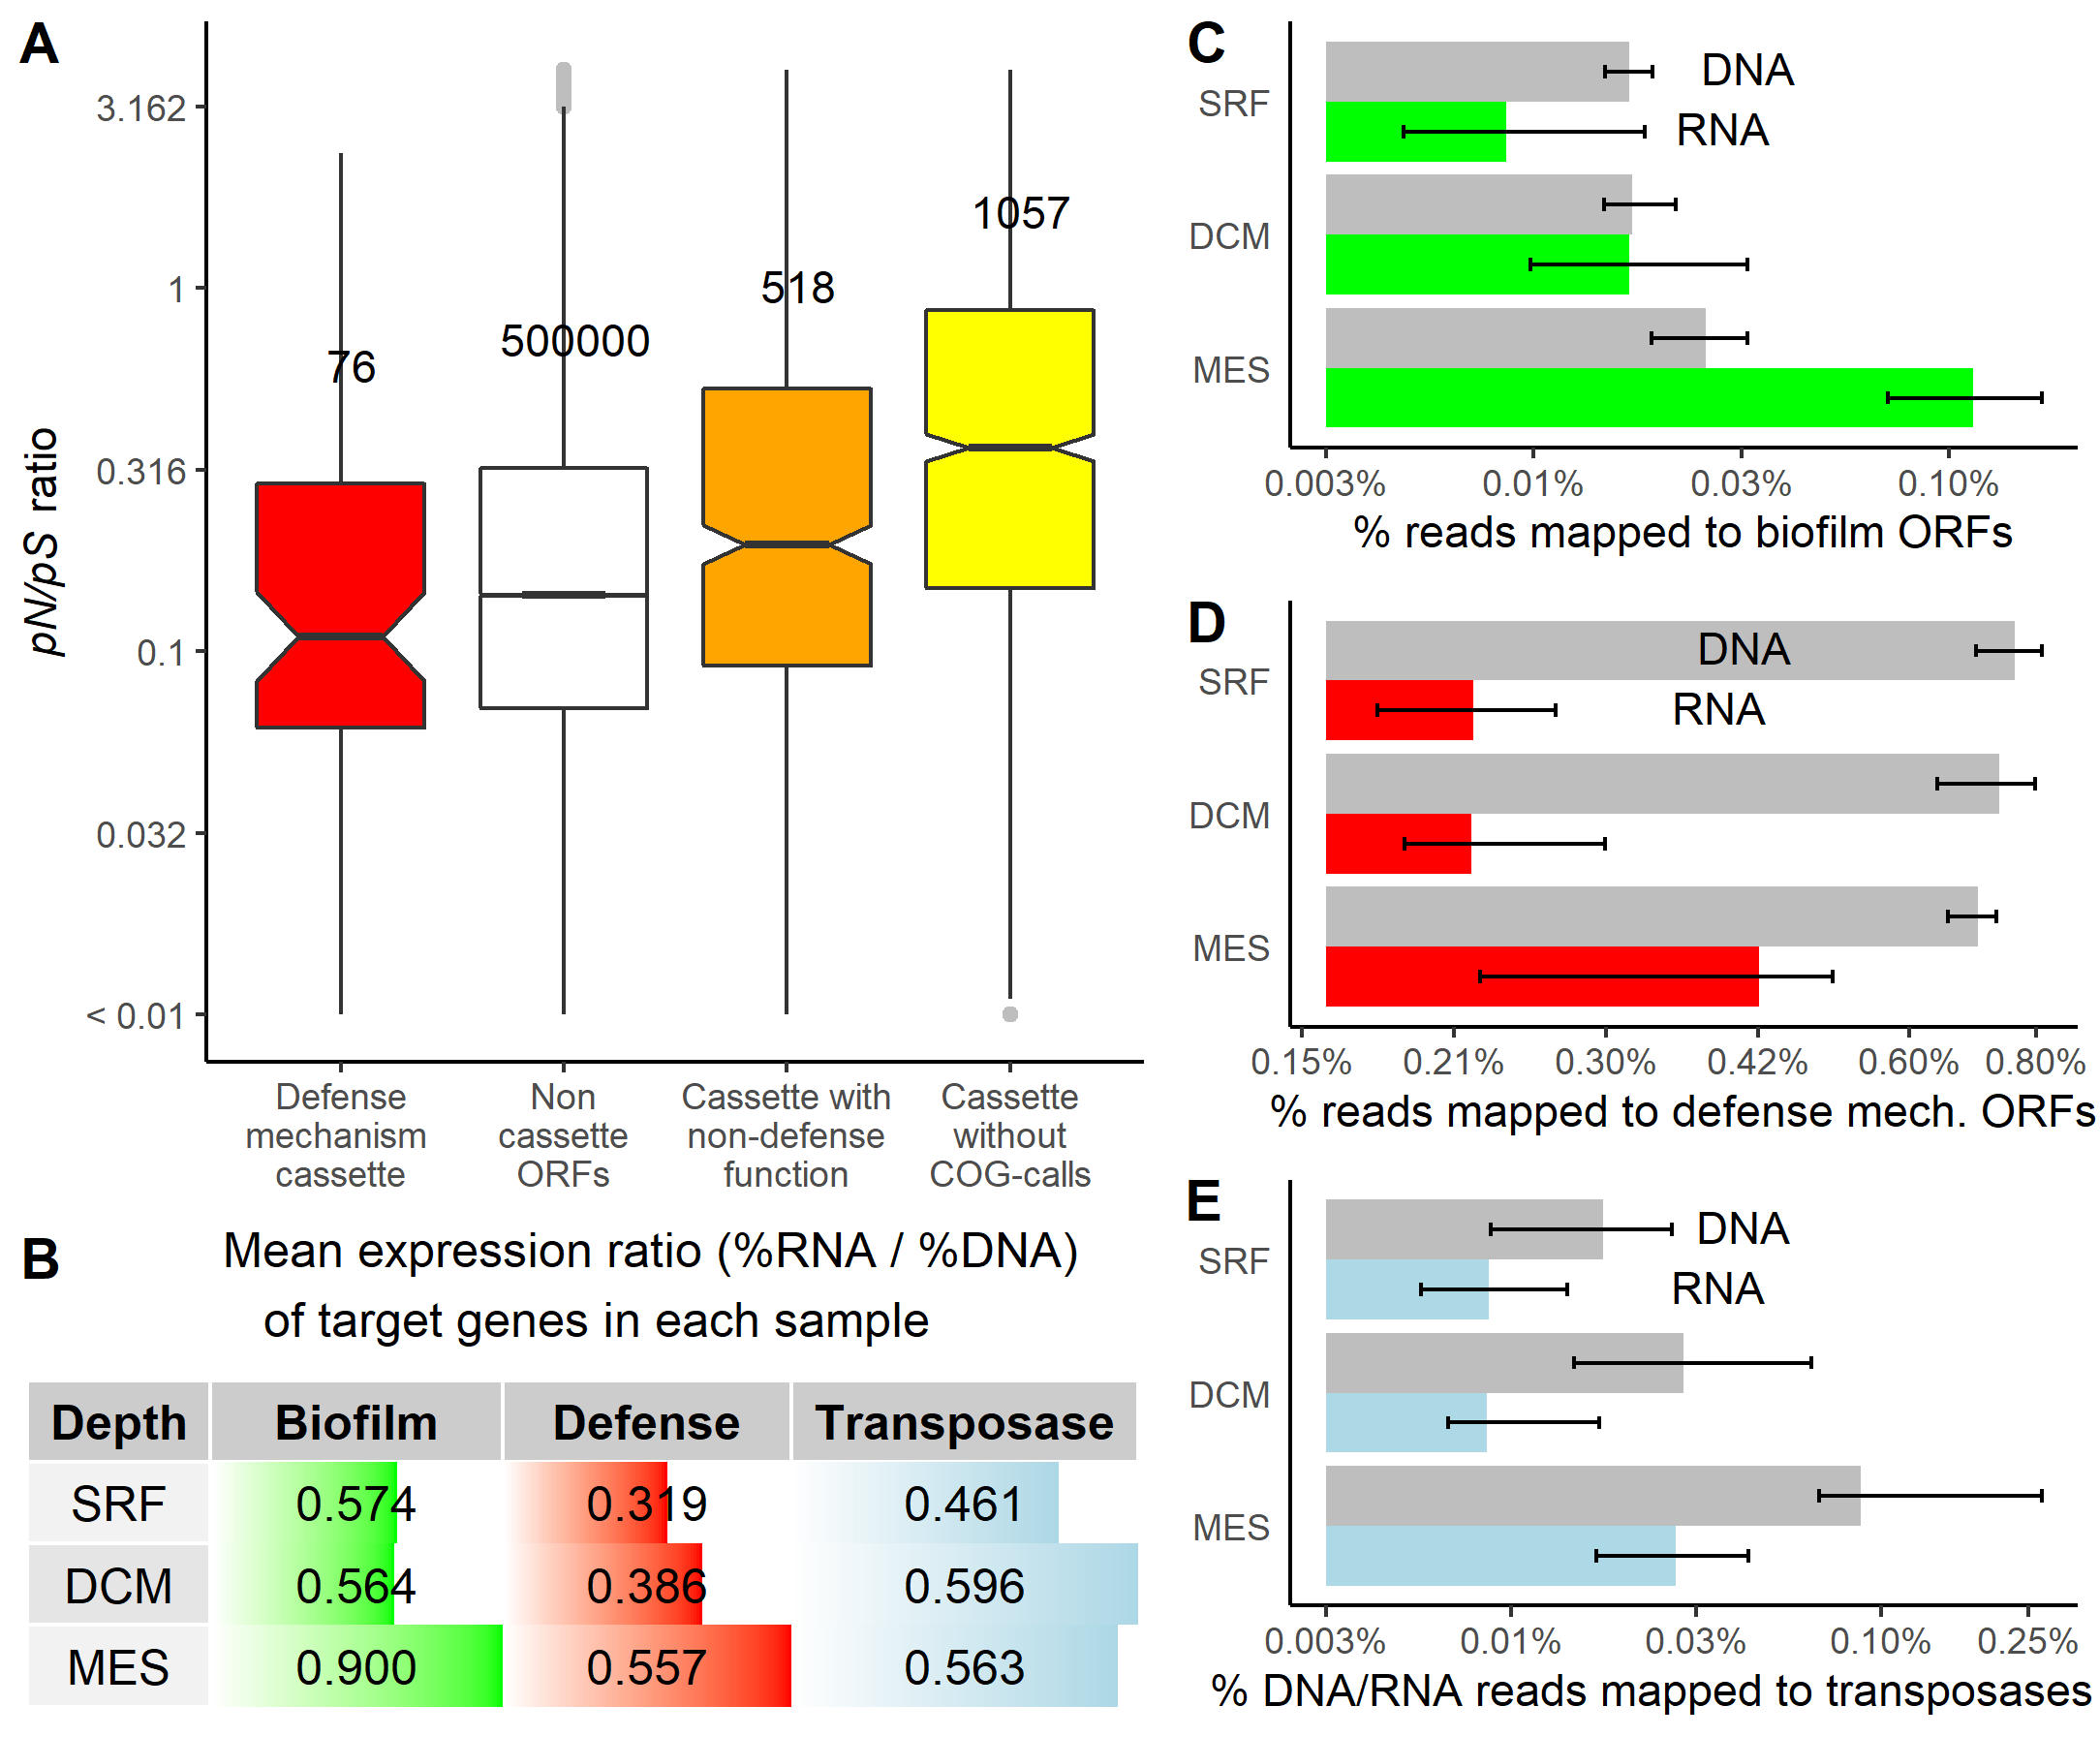 A
pN/pS ratio
3.162
1
0.316
0.1
0.032
< 0.01
76
500000
518
1057
Defense
mechanism
cassette
Non
cassette
ORFs
Cassette with
non-defense
function
Cassette
without
COG-calls
B
Mean expression ratio (%RNA / %DNA)
of target genes in each sample
Depth Biofilm Defense Transposase
SRF 0.574 0.319 0.461
DCM 0.564 0.386 0.596
MES 0.900 0.557 0.563
C
SRF
DNA
RNA
DCM
MES
0.003% 0.01% 0.03% 0.10%
% reads mapped to biofilm ORFs
D
SRF
DNA
RNA
DCM
MES
0.15% 0.21% 0.30% 0.42% 0.60% 0.80%
% reads mapped to defense mech. ORFs
E
SRF
DNA
RNA
DCM
MES
0.003% 0.01% 0.03% 0.10% 0.25%
% DNA/RNA reads mapped to transposases